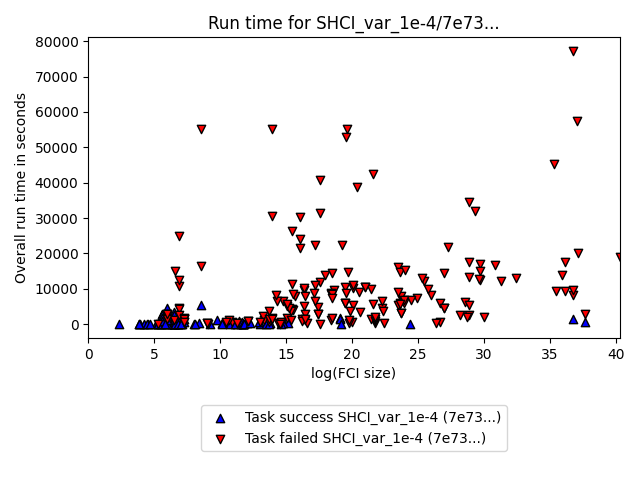 Run time for SHCI_var_1e-4/7e73...
80000
70000
60000
50000
40000
30000
20000
10000
0
Overall run time in seconds
0 5 10 15 20 25 30 35 40
log(FCI size)
Task success SHCI_var_1e-4 (7e73...)
Task failed SHCI_var_1e-4 (7e73...)